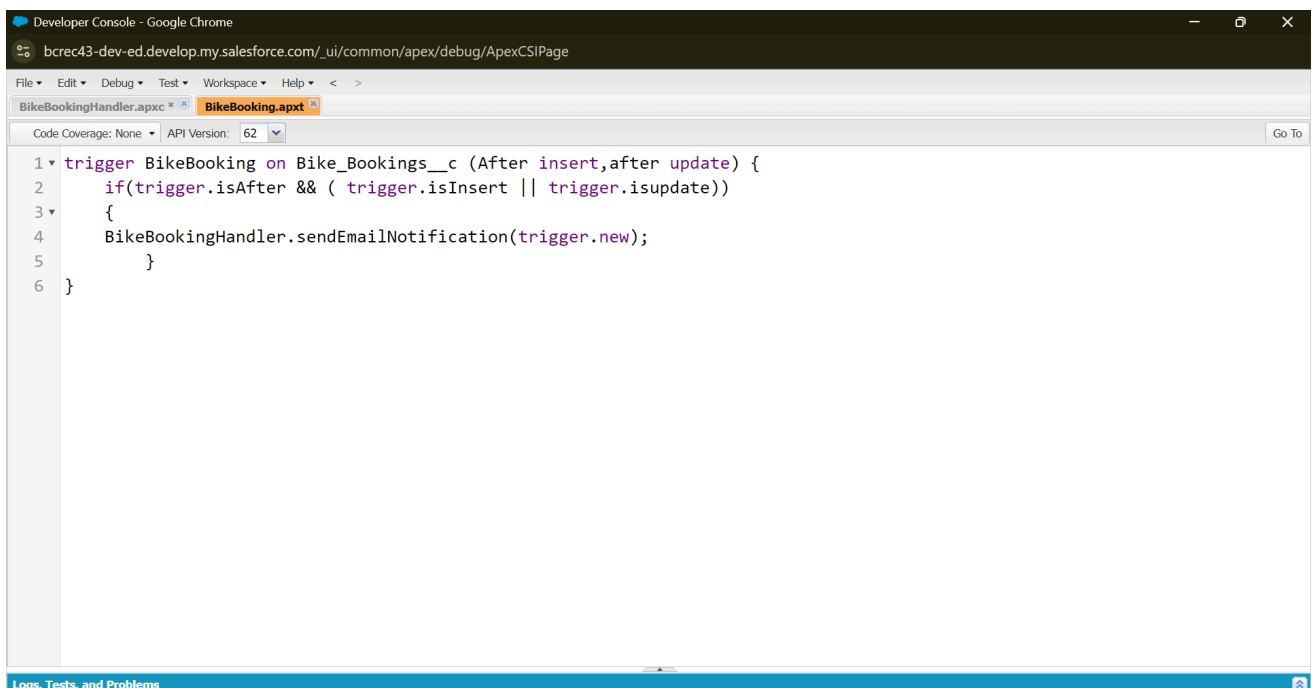 Developer Console - Google Chrome
bcrec43-dev-ed.develop.my.salesforce.com/_ui/common/apex/debug/ApexCSIPage
File Edit Debug Test Workspace Help < >
BikeBookingHandler.apxc * BikeBooking.apxt
Code Coverage: None API Version: 62 Go To
1 trigger BikeBooking on Bike_Bookings__c (After insert,after update) {
2 if(trigger.isAfter && ( trigger.isInsert || trigger.isupdate))
3 {
4 BikeBookingHandler.sendEmailNotification(trigger.new);
5 }
6 }
Logs, Tests, and Problems